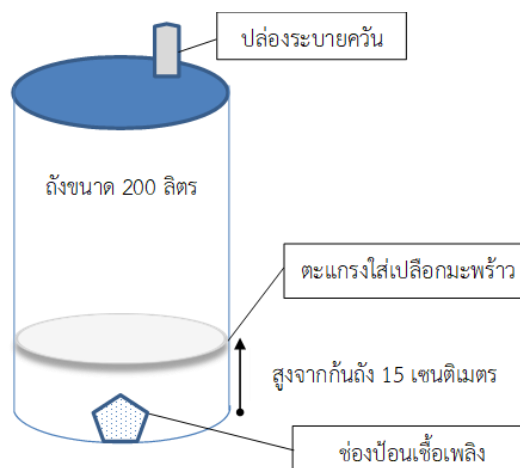 ปล่องระบายควัน
ถังขนาด 200 ลิตร
ตะแกรงใส่เปลือกมะพร้าว
สูงจากก้นถัง 15 เซนติเมตร
ช่องป้อนเชื้อเพลิง